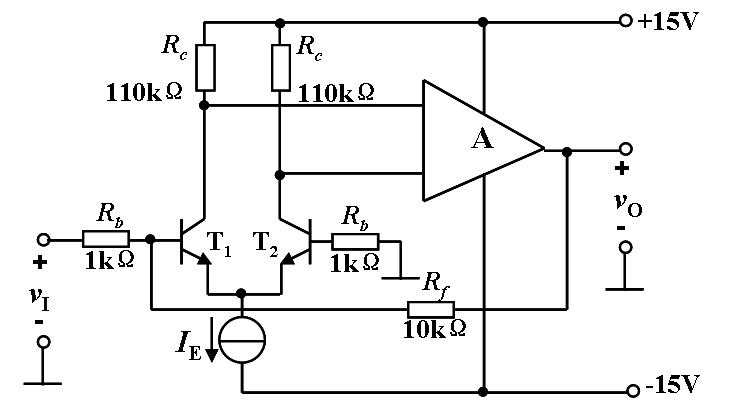 +15V
Rc
Rc
110kΩ
110kΩ
A
+
vO
-
Rb
1kΩ
T1
T2
Rb
1kΩ
+
vI
-
Rf
10kΩ
IE
-15V